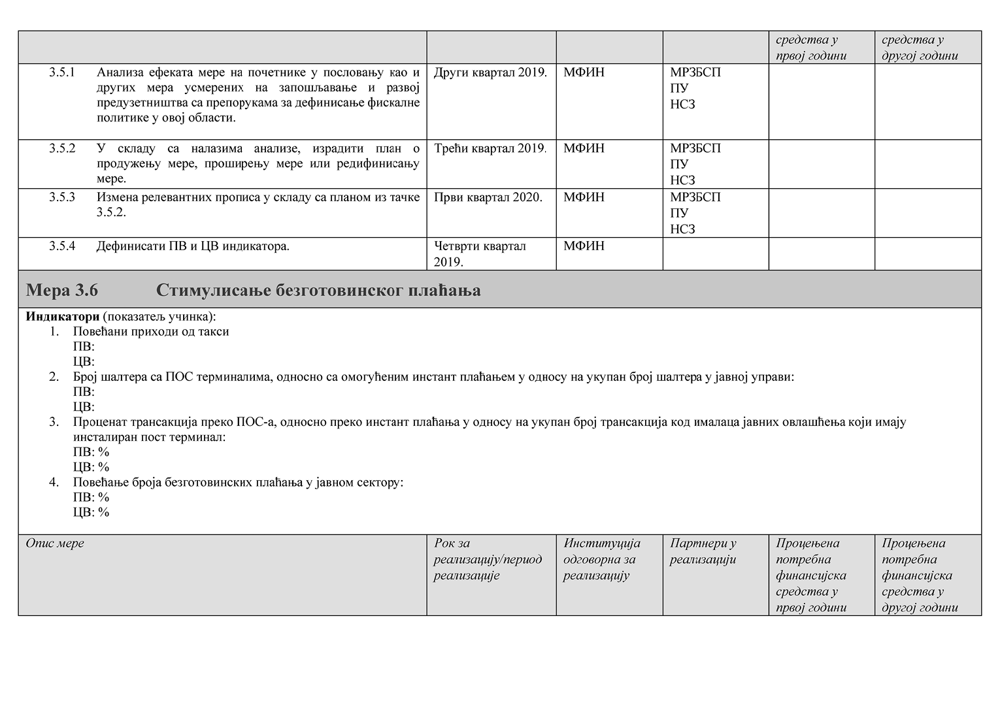 средства у
првој години
средства у
другој години
3.5.1 Анализа ефеката мере на почетнике у пословању као и
других мера усмерених на запошљавање и развој
предузетништва са препорукама за дефинисање фискалне
политике у овој области.
Други квартал 2019.
МФИН
МРЗБСП
ПУ
НСЗ
3.5.2 У складу са налазима анализе, израдити план о
продужењу мере, проширењу мере или редифинисању
мере.
Трећи квартал 2019.
МФИН
МРЗБСП
ПУ
НСЗ
3.5.3 Измена релевантних прописа у складу са планом из тачке
3.5.2.
Први квартал 2020.
МФИН
МРЗБСП
ПУ
НСЗ
3.5.4 Дефинисати ПВ и ЦВ индикатора.
Четврти квартал
2019.
МФИН
Мера 3.6 Стимулисање безготовинског плаћања
Индикатори (показатељ учинка):
1. Повећани приходи од такси
ПВ:
ЦВ:
2. Број шалтера са ПОС терминалима, односно са омогућеним инстант плаћањем у односу на укупан број шалтера у јавној управи:
ПВ:
ЦВ:
3. Проценат трансакција преко ПОС-а, односно преко инстант плаћања у односу на укупан број трансакција код ималаца јавних овлашћења који имају
инсталиран пост терминал:
ПВ: %
ЦВ: %
4. Повећање броја безготовинских плаћања у јавном сектору:
ПВ: %
ЦВ: %
Опис мере
Рок за
реализацију/период
реализације
Институција
одговорна за
реализацију
Партнери у
реализацији
Процењена
потребна
финансијска
средства у
првој години
Процењена
потребна
финансијска
средства у
другој години